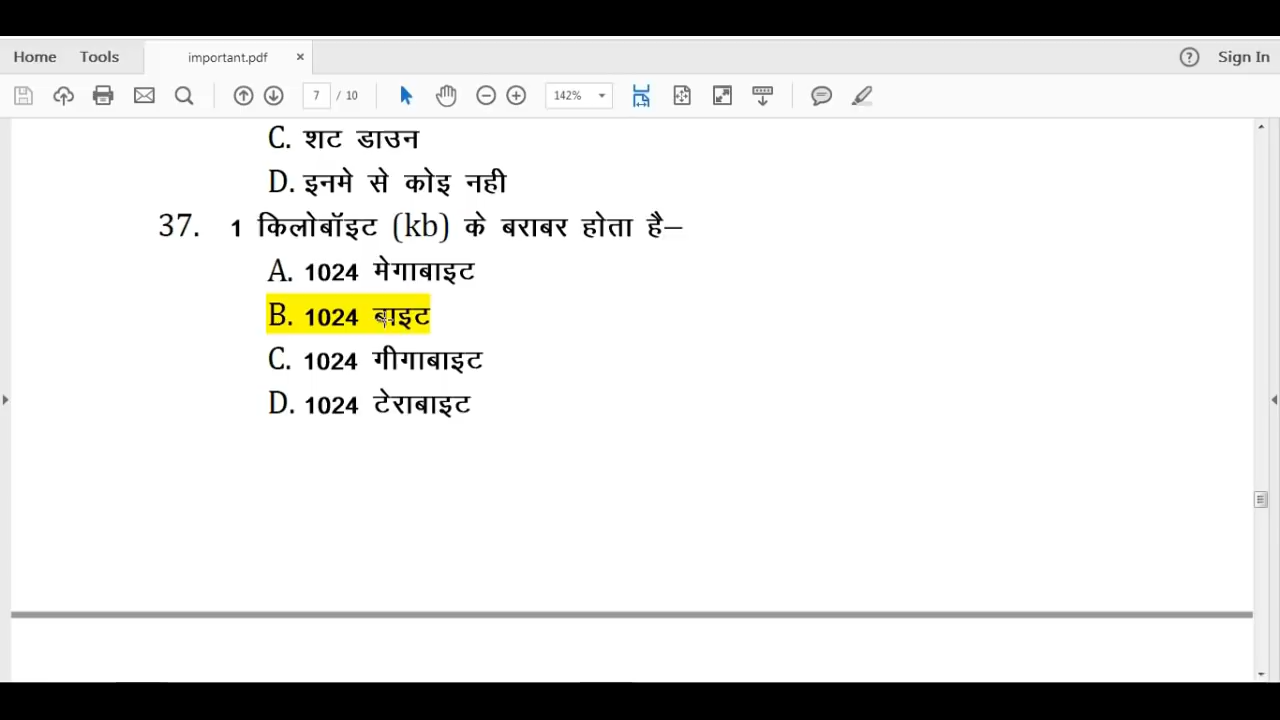 Home Tools important.pdf × ? Sign In
7 / 10 142%
C. शट डाउन
D. इनमे से कोइ नही
37. 1 किलोबॉइट (kb) के बराबर होता है–
A. 1024 मेगाबाइट
B. 1024 बाइट
C. 1024 गीगाबाइट
D. 1024 टेराबाइट